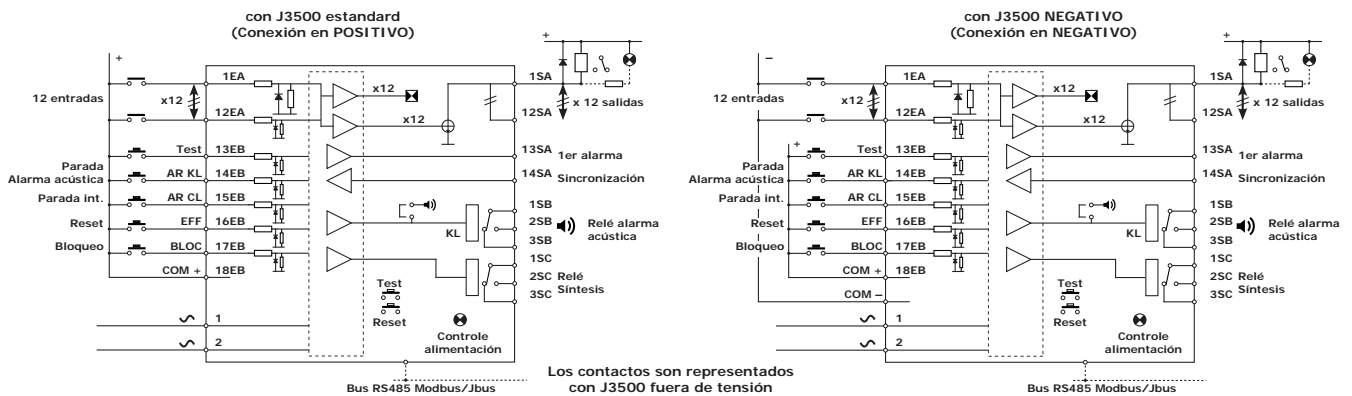 con J3500 estandard
(Conexión en POSITIVO)
+
+
12 entradas
x12
1EA
12EA
x12
x12
1SA
12SA
x 12 salidas
Test
13EB
13SA
1er alarma
Parada
Alarma acústica
AR KL
14EB
14SA
Sincronización
Parada int.
AR CL
15EB
1SB
Reset
EFF
16EB
KL
2SB
Relé alarma
acústica
3SB
Bloqueo
BLOC
17EB
1SC
COM +
18EB
2SC
Relé
Síntesis
3SC
Test
Reset
1
2
Controle
alimentación
Bus RS485 Modbus/Jbus
con J3500 NEGATIVO
(Conexión en NEGATIVO)
–
+
12 entradas
x12
1EA
12EA
x12
x12
1SA
12SA
x 12 salidas
+
Test
13EB
13SA
1er alarma
Parada
Alarma acústica
AR KL
14EB
14SA
Sincronización
Parada int.
AR CL
15EB
1SB
Reset
EFF
16EB
KL
2SB
Relé alarma
acústica
3SB
Bloqueo
BLOC
17EB
1SC
COM +
18EB
2SC
Relé
Síntesis
3SC
COM –
Test
Reset
1
2
Controle
alimentación
Bus RS485 Modbus/Jbus
Los contactos son representados
con J3500 fuera de tensión